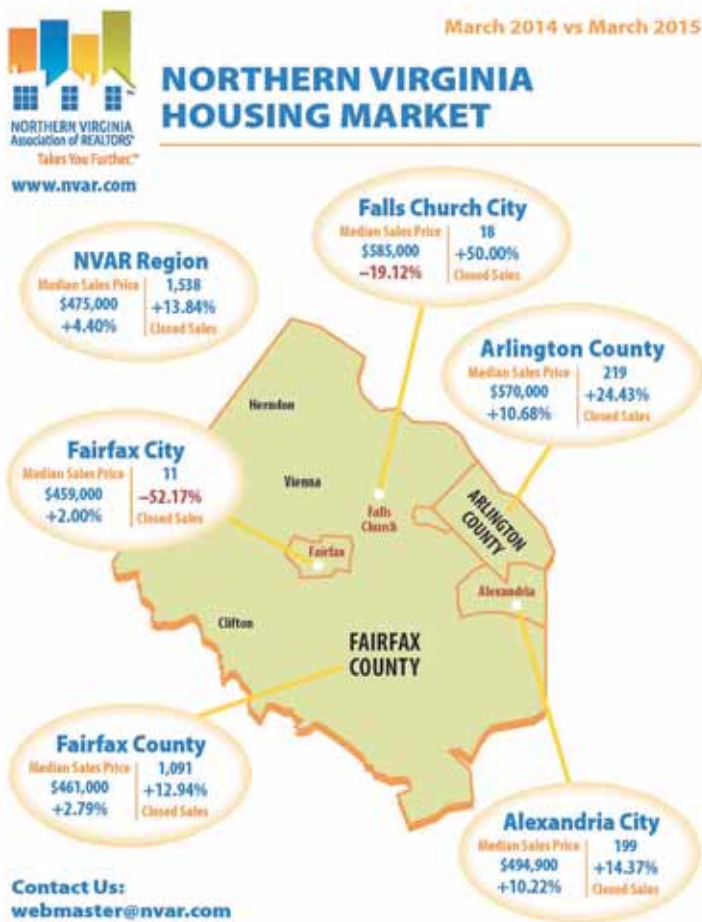 March 2014 vs March 2015
NORTHERN VIRGINIA
HOUSING MARKET
NORTHERN VIRGINIA
Association of REALTORS®
Takes You Further.™
www.nvar.com
Falls Church City
Median Sales Price 18
$585,000 +50.00%
–19.12% Closed Sales
NVAR Region
Median Sales Price 1,538
$475,000 +13.84%
+4.40% Closed Sales
Arlington County
Median Sales Price 219
$570,000 +24.43%
+10.68% Closed Sales
Herndon
Fairfax City
Median Sales Price 11
$459,000 –52.17%
+2.00% Closed Sales
Vienna
Falls
Church
ARLINGTON
COUNTY
Fairfax
Alexandria
Clifton
FAIRFAX
COUNTY
Fairfax County
Median Sales Price 1,091
$461,000 +12.94%
+2.79% Closed Sales
Alexandria City
Median Sales Price 199
$494,900 +14.37%
+10.22% Closed Sales
Contact Us:
webmaster@nvar.com